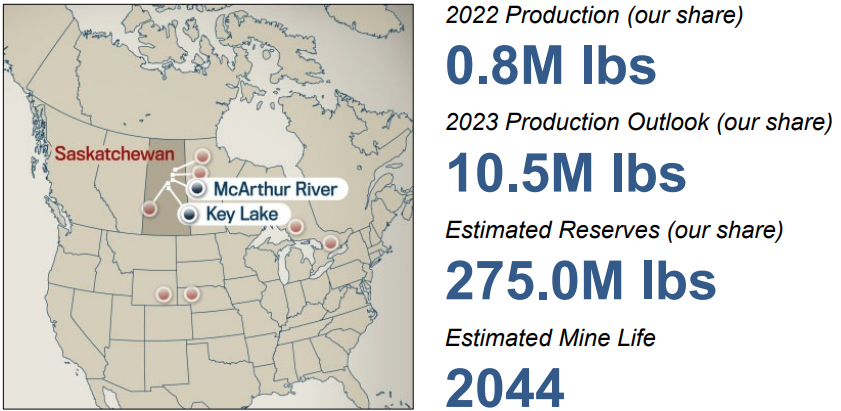 Saskatchewan
McArthur River
Key Lake
2022 Production (our share)
0.8M lbs
2023 Production Outlook (our share)
10.5M lbs
Estimated Reserves (our share)
275.0M lbs
Estimated Mine Life
2044